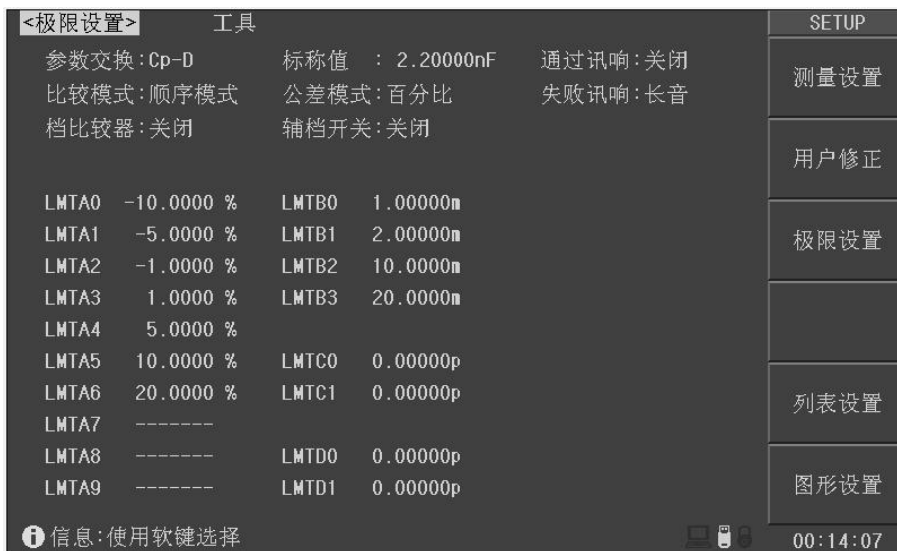 <极限设置> 工具 SETUP
参数交换:Cp-D 标称值 : 2.20000nF 通过讯响:关闭
比较模式:顺序模式 公差模式:百分比 失败讯响:长音
档比较器:关闭 辅档开关:关闭
LMTA0 -10.0000 % LMTB0 1.00000m
LMTA1 -5.0000 % LMTB1 2.00000m
LMTA2 -1.0000 % LMTB2 10.0000m
LMTA3 1.0000 % LMTB3 20.0000m
LMTA4 5.0000 %
LMTA5 10.0000 % LMTC0 0.00000p
LMTA6 20.0000 % LMTC1 0.00000p
LMTA7 -------
LMTA8 ------- LMTD0 0.00000p
LMTA9 ------- LMTD1 0.00000p
信息:使用软键选择
测量设置
用户修正
极限设置
列表设置
图形设置
00:14:07